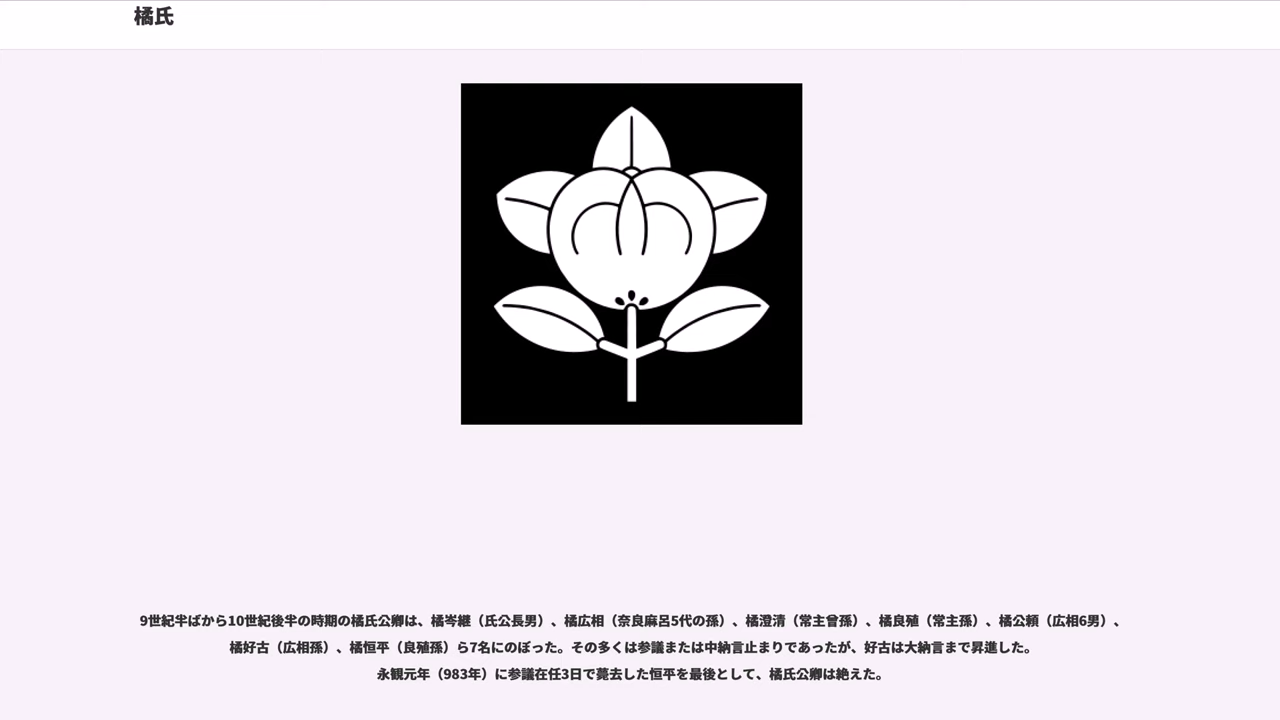 橘氏
9世紀半ばから10世紀後半の時期の橘氏公卿は、橘岑継（氏公長男）、橘広相（奈良麻呂5代の孫）、橘澄清（常主曾孫）、橘良殖（常主孫）、橘公頼（広相6男）、
橘好古（広相孫）、橘恒平（良殖孫）ら7名にのぼった。その多くは参議または中納言止まりであったが、好古は大納言まで昇進した。
永観元年（983年）に参議在任3日で薨去した恒平を最後として、橘氏公卿は絶えた。